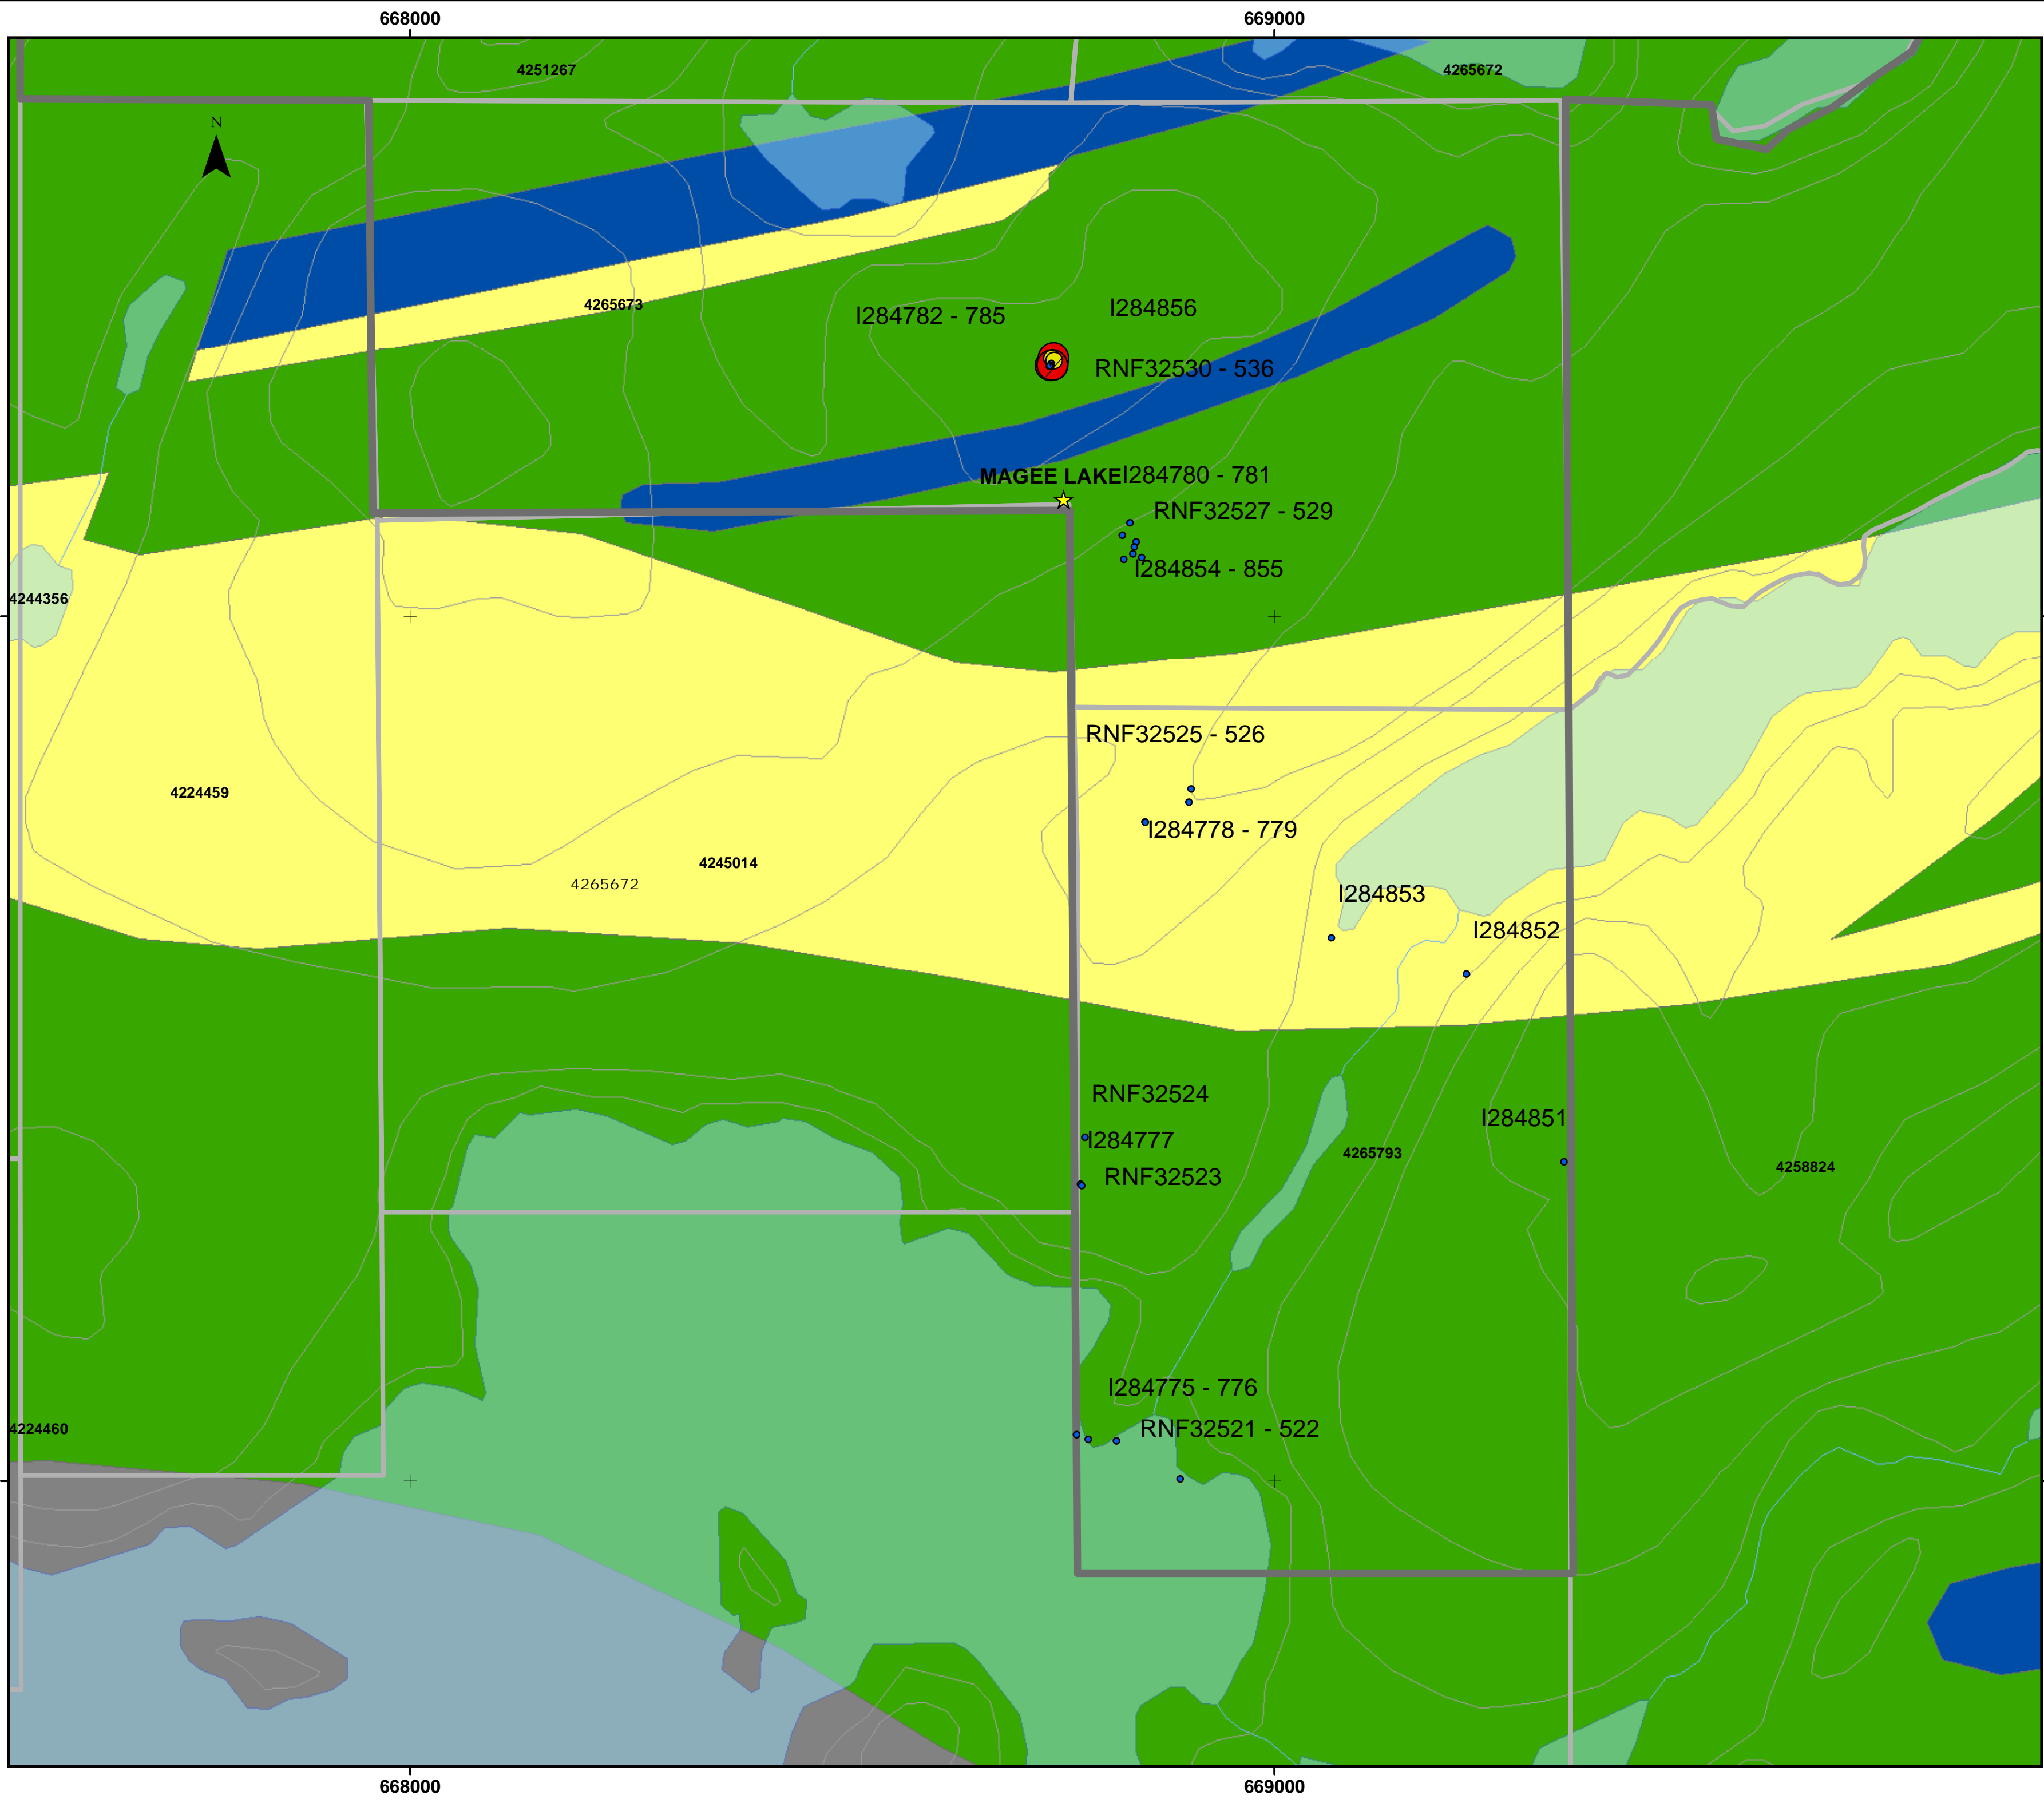 668000
669000
4251267
4265672
N
4265673
I284782 - 785
I284856
RNF32530 - 536
MAGEE LAKE
I284780 - 781
RNF32527 - 529
I284854 - 855
4244356
RNF32525 - 526
4224459
I284778 - 779
4245014
4265672
I284853
I284852
RNF32524
I284851
I284777
4265793
4258824
RNF32523
I284775 - 776
4224460
RNF32521 - 522
668000
669000